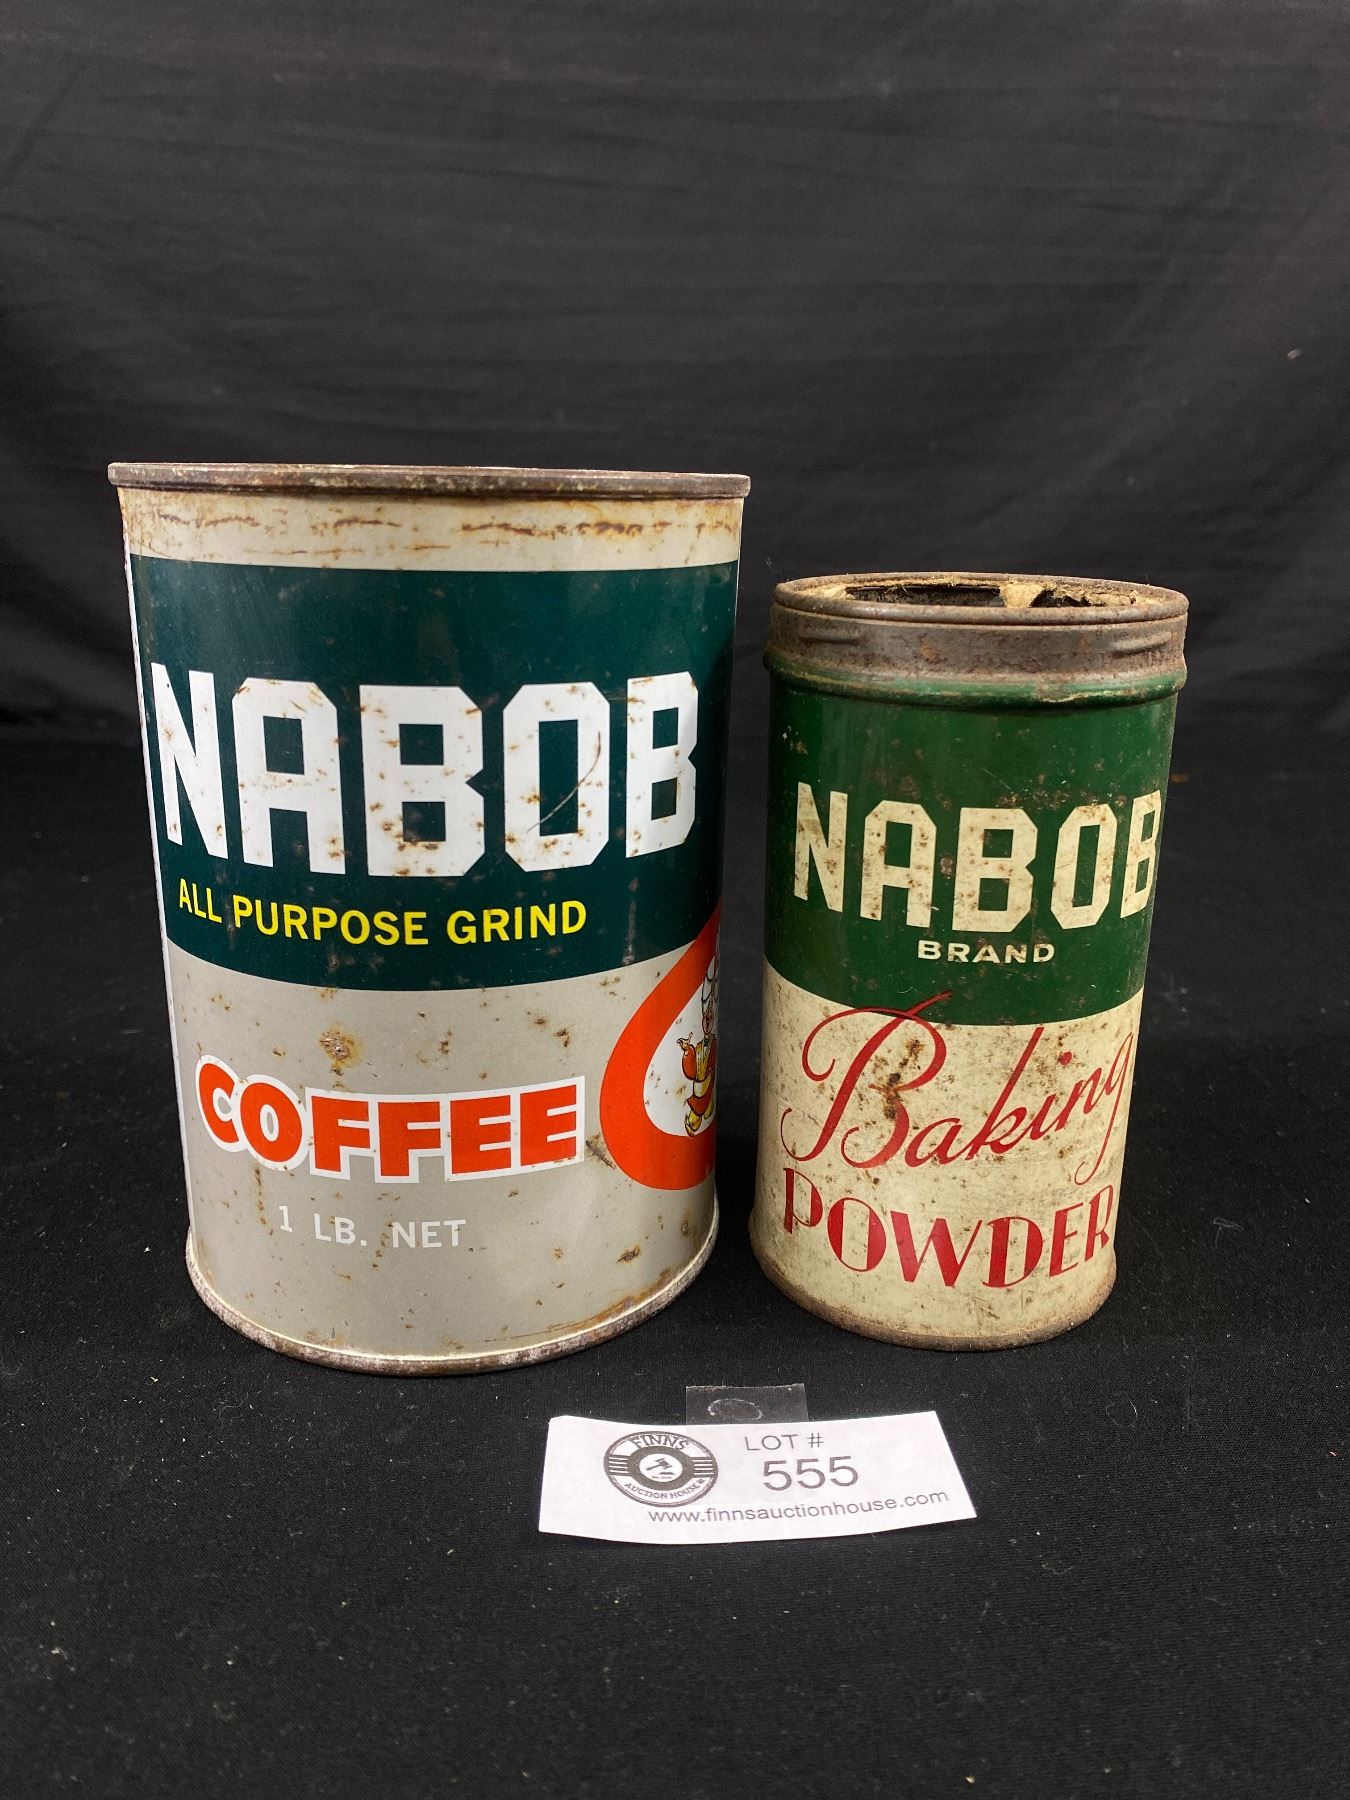 NABOB
ALL PURPOSE GRIND
COFFEE
1 LB. NET
NABOB
BRAND
Baking
POWDER
FINNS
AUCTION HOUSE
LOT #
555
www.finnsauctionhouse.com